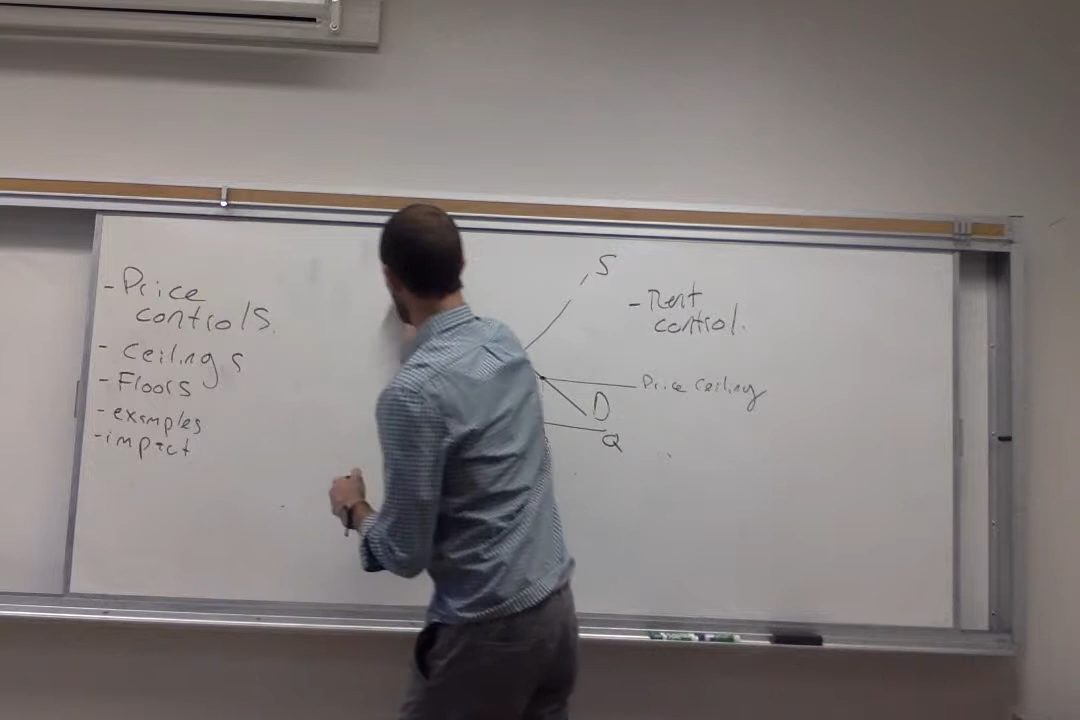 - Price
controls.
- Ceilings
- Floors
- examples
- impact
S
- Rent
control.
Price Ceiling
D
Q